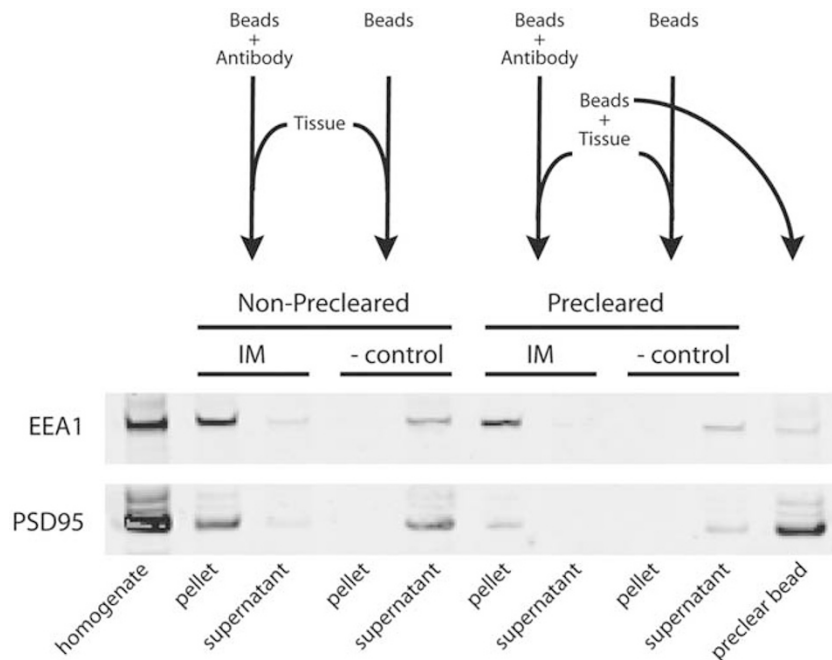 Beads
+
Antibody
Beads
Beads
+
Antibody
Beads
Tissue
Beads
+
Tissue
Non-Precleared
Precleared
IM
- control
IM
- control
EEA1
PSD95
homogenate
pellet
supernatant
pellet
supernatant
pellet
supernatant
pellet
supernatant
preclear bead